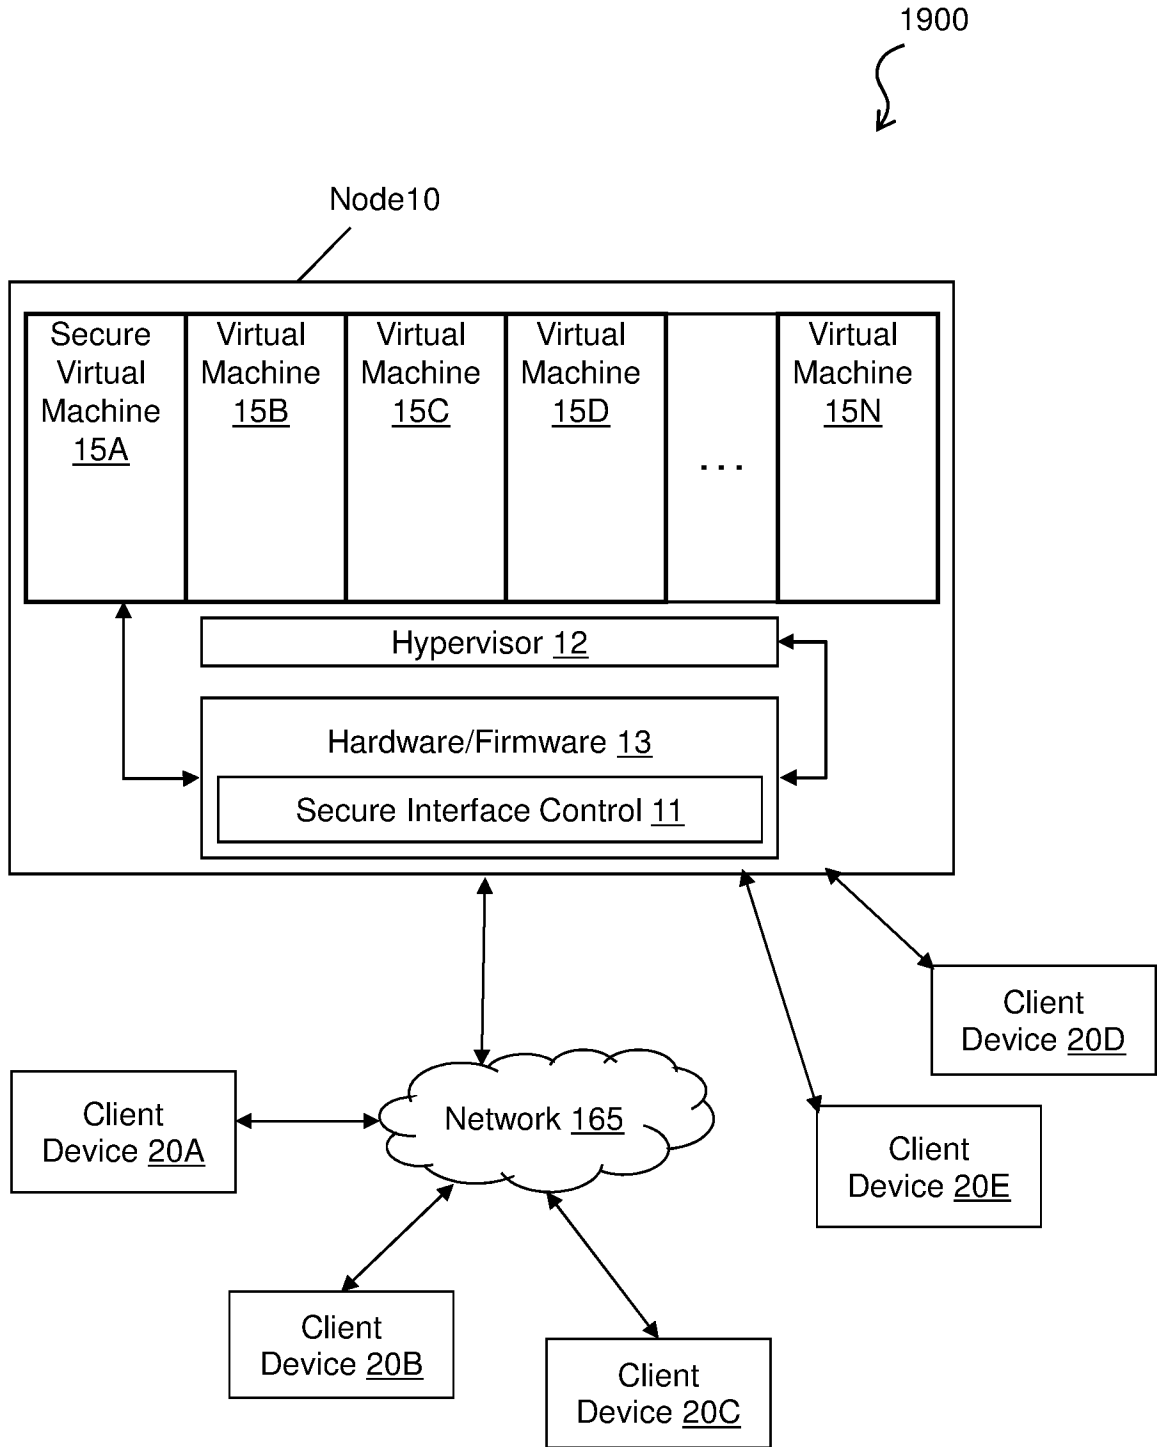 1900
Node10
Secure
Virtual
Machine
15A
Virtual
Machine
15B
Virtual
Machine
15C
Virtual
Machine
15D
...
Virtual
Machine
15N
Hypervisor 12
Hardware/Firmware 13
Secure Interface Control 11
Client
Device 20D
Network 165
Client
Device 20A
Client
Device 20E
Client
Device 20B
Client
Device 20C